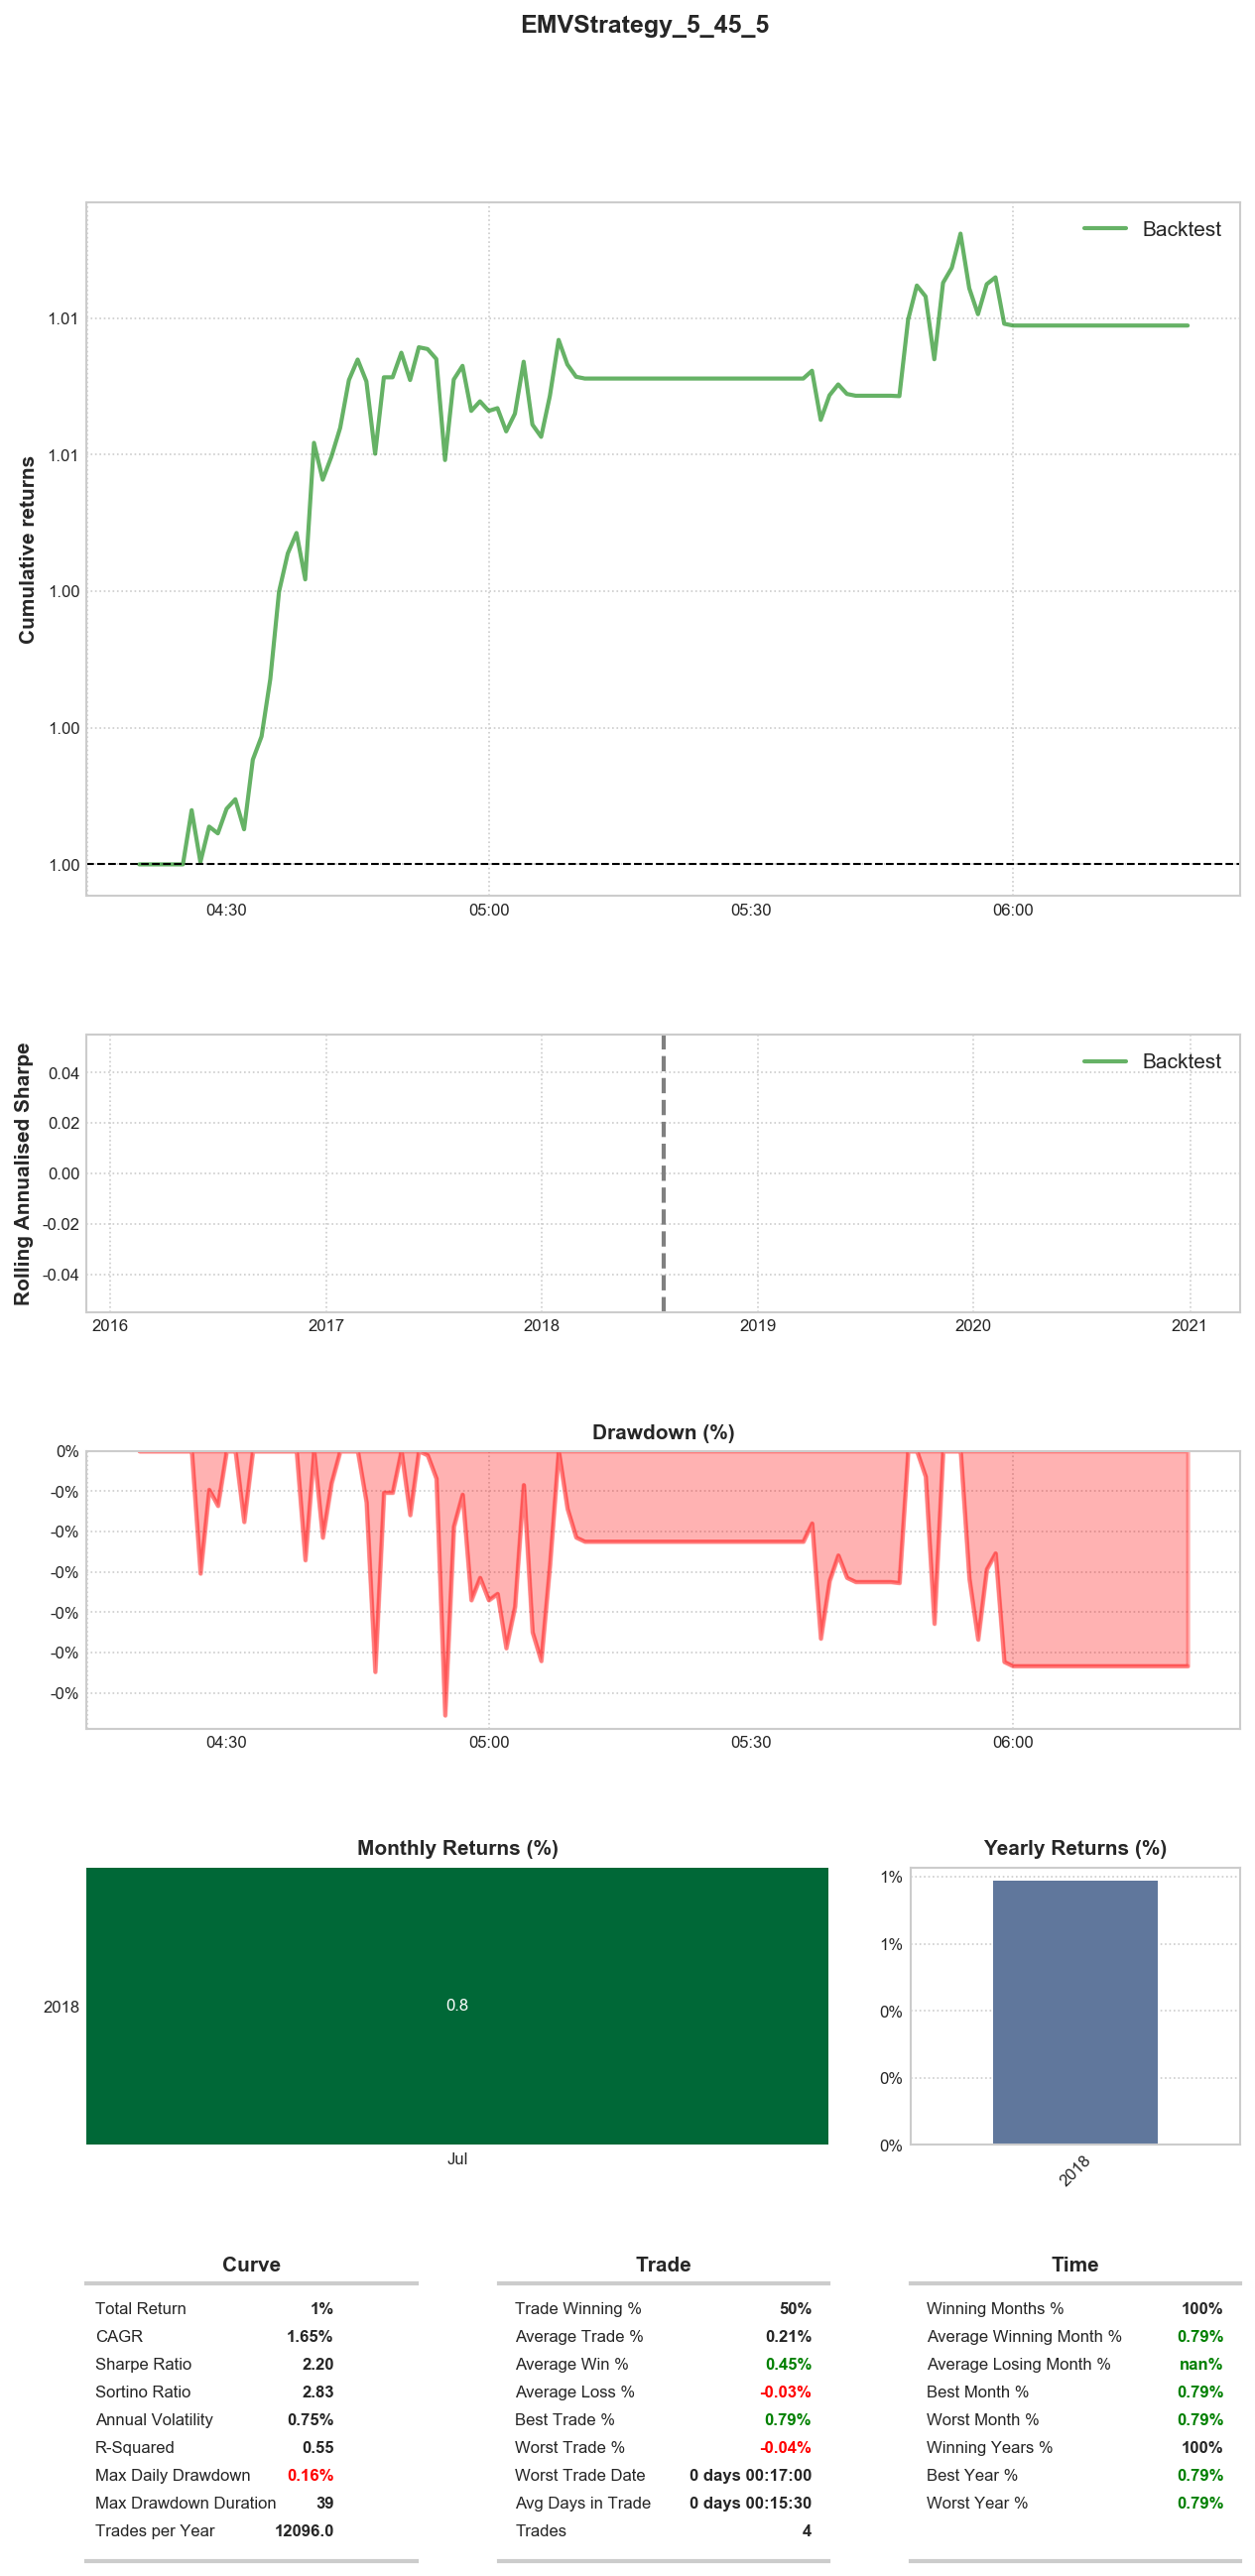 EMVStrategy_5_45_5
Cumulative returns
Backtest
1.01
1.01
1.00
1.00
1.00
04:30 05:00 05:30 06:00
Rolling Annualised Sharpe
Backtest
0.04
0.02
0.00
-0.02
-0.04
2016 2017 2018 2019 2020 2021
Drawdown (%)
0%
-0%
-0%
-0%
-0%
-0%
-0%
04:30 05:00 05:30 06:00
Monthly Returns (%)
2018
0.8
Jul
Yearly Returns (%)
1%
1%
0%
0%
0%
2018
Curve
Total Return 1%
CAGR 1.65%
Sharpe Ratio 2.20
Sortino Ratio 2.83
Annual Volatility 0.75%
R-Squared 0.55
Max Daily Drawdown 0.16%
Max Drawdown Duration 39
Trades per Year 12096.0
Trade
Trade Winning % 50%
Average Trade % 0.21%
Average Win % 0.45%
Average Loss % -0.03%
Best Trade % 0.79%
Worst Trade % -0.04%
Worst Trade Date 0 days 00:17:00
Avg Days in Trade 0 days 00:15:30
Trades 4
Time
Winning Months % 100%
Average Winning Month % 0.79%
Average Losing Month % nan%
Best Month % 0.79%
Worst Month % 0.79%
Winning Years % 100%
Best Year % 0.79%
Worst Year % 0.79%